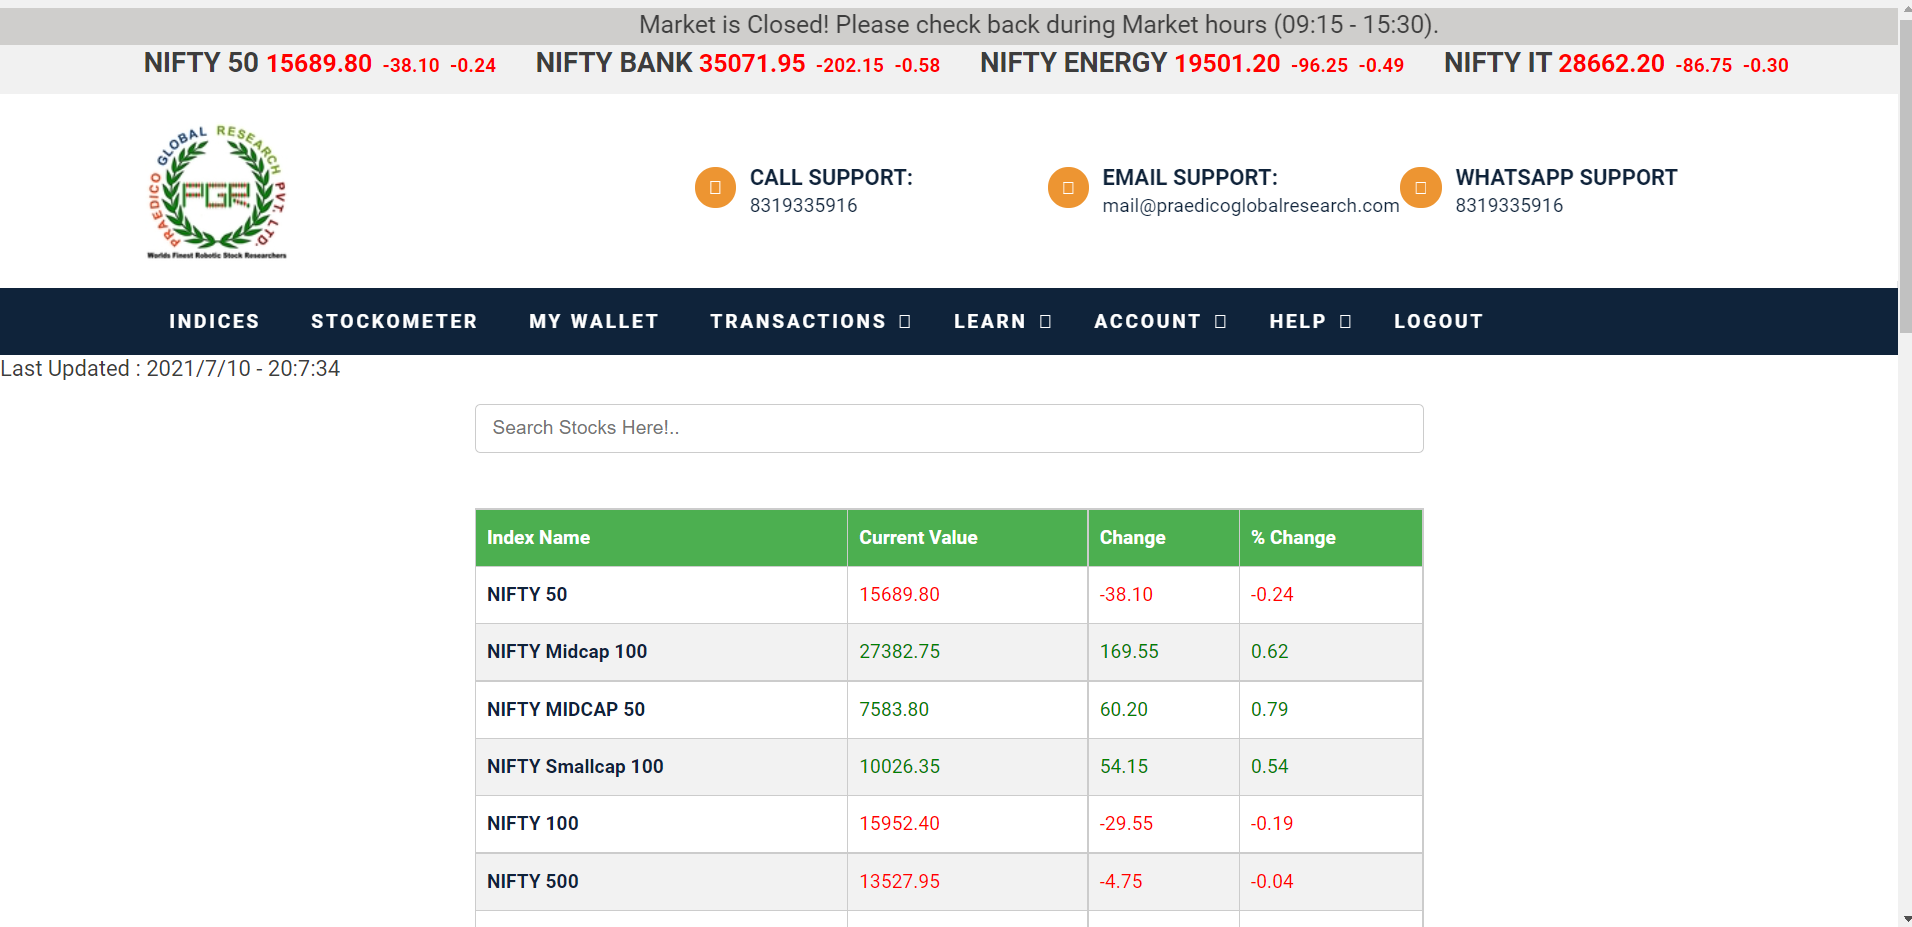 Market is Closed! Please check back during Market hours (09:15 - 15:30).
NIFTY 50 15689.80 -38.10 -0.24 NIFTY BANK 35071.95 -202.15 -0.58 NIFTY ENERGY 19501.20 -96.25 -0.49 NIFTY IT 28662.20 -86.75 -0.30
PRAEDICO GLOBAL RESEARCH PVT. LTD.
PGR
Worlds Finest Robotic Stock Researchers
CALL SUPPORT:
8319335916
EMAIL SUPPORT:
mail@praedicoglobalresearch.com
WHATSAPP SUPPORT
8319335916
INDICES STOCKOMETER MY WALLET TRANSACTIONS LEARN ACCOUNT HELP LOGOUT
Last Updated : 2021/7/10 - 20:7:34
Search Stocks Here!..
Index Name Current Value Change % Change
NIFTY 50 15689.80 -38.10 -0.24
NIFTY Midcap 100 27382.75 169.55 0.62
NIFTY MIDCAP 50 7583.80 60.20 0.79
NIFTY Smallcap 100 10026.35 54.15 0.54
NIFTY 100 15952.40 -29.55 -0.19
NIFTY 500 13527.95 -4.75 -0.04